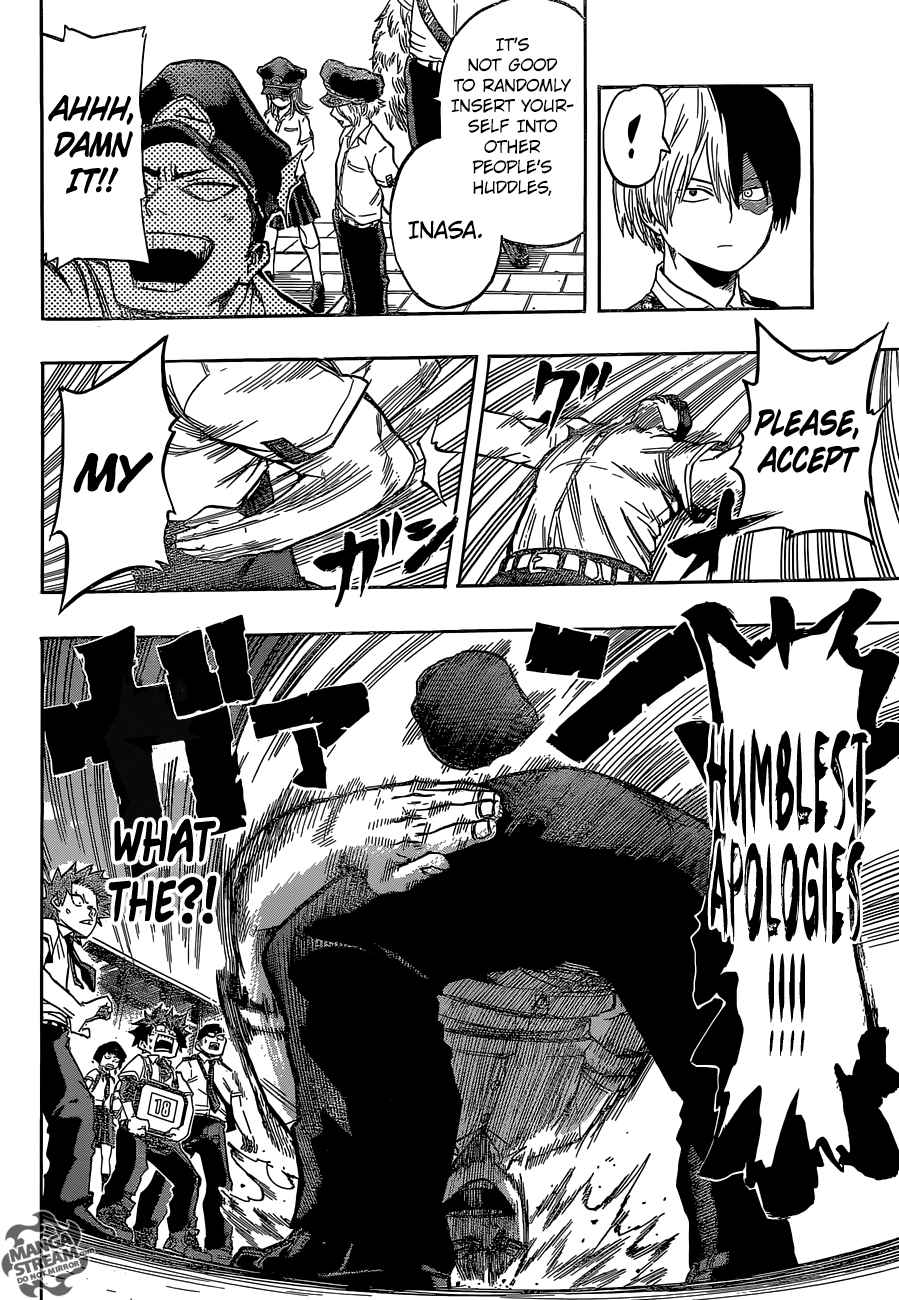 !
IT'S
NOT GOOD
TO RANDOMLY
INSERT YOUR-
SELF INTO
OTHER
PEOPLE'S
HUDDLES,
INASA.
AHHH,
DAMN
IT!!
PLEASE,
ACCEPT
グオ
MY
ガシ
HUMBLEST
APOLOGIES
!!!!!
ガァン
WHAT
THE?!
18
MANGA
STREAM.com
DO NOT MIRROR!